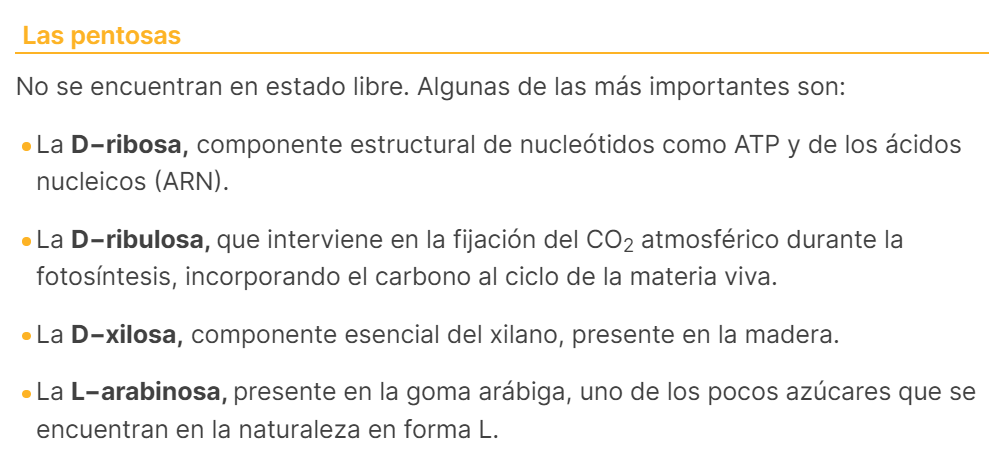 Las pentosas
No se encuentran en estado libre. Algunas de las más importantes son:
• La D–ribosa, componente estructural de nucleótidos como ATP y de los ácidos
nucleicos (ARN).
• La D–ribulosa, que interviene en la fijación del CO₂ atmosférico durante la
fotosíntesis, incorporando el carbono al ciclo de la materia viva.
• La D–xilosa, componente esencial del xilano, presente en la madera.
• La L–arabinosa, presente en la goma arábiga, uno de los pocos azúcares que se
encuentran en la naturaleza en forma L.